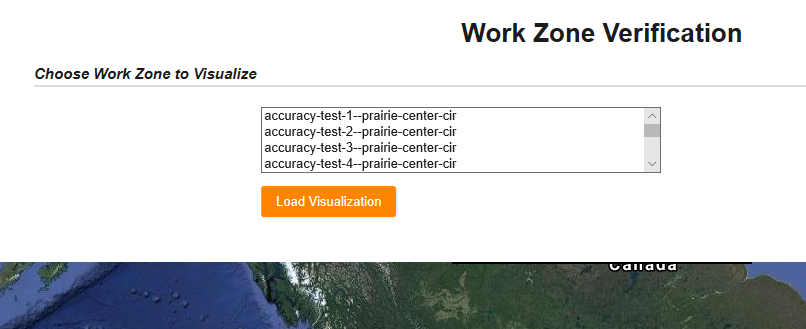 Work Zone Verification
Choose Work Zone to Visualize
accuracy-test-1--prairie-center-cir
accuracy-test-2--prairie-center-cir
accuracy-test-3--prairie-center-cir
accuracy-test-4--prairie-center-cir
Load Visualization
Canada